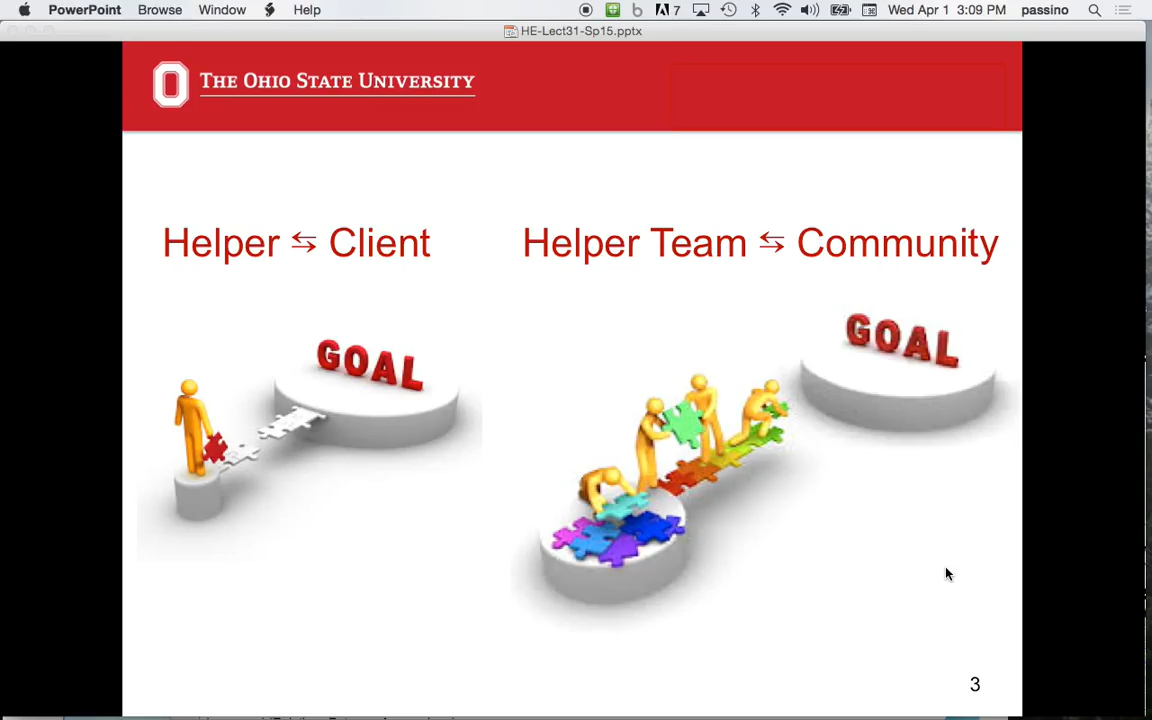 PowerPoint Browse Window Help 7 Wed Apr 1 3:09 PM passino
HE-Lect31-Sp15.pptx
THE OHIO STATE UNIVERSITY
Helper ⇆ Client
Helper Team ⇆ Community
GOAL
GOAL
3